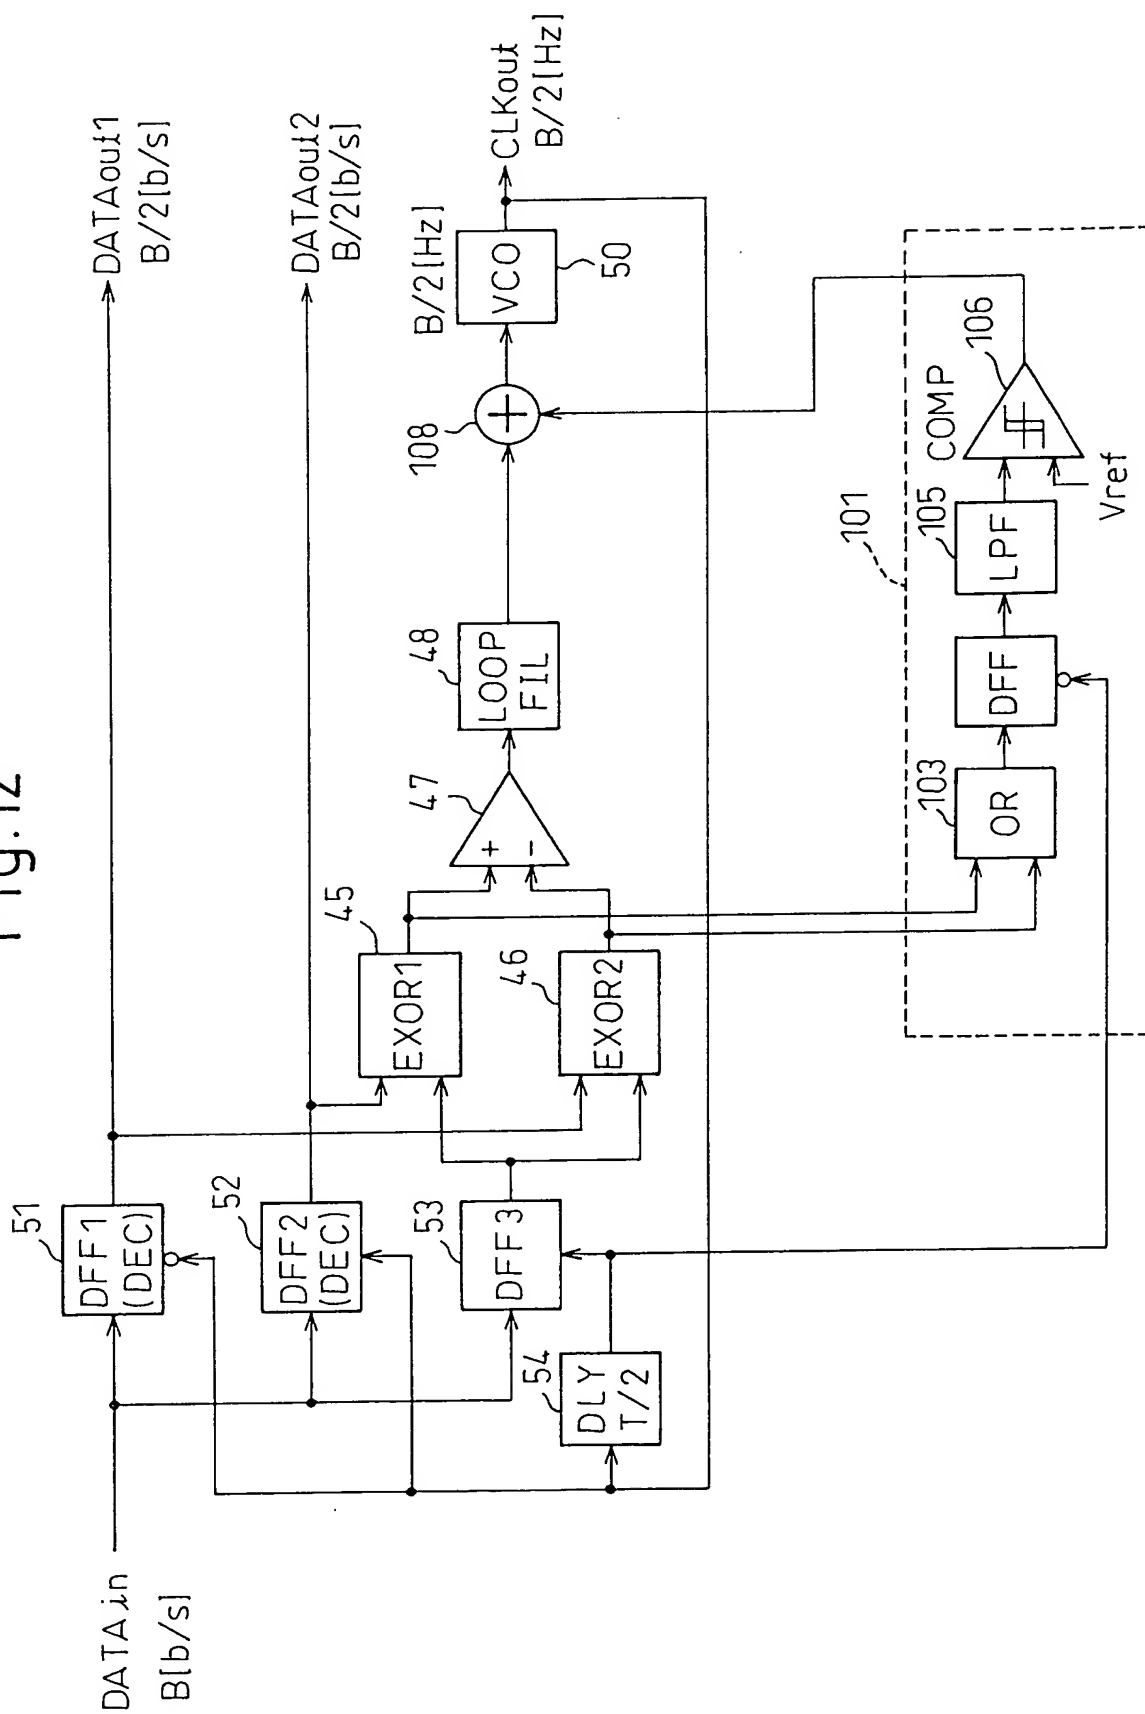 Fig.12
DATAin
B[b/s]
51
DFF1
(DEC)
DATAout1
B/2[b/s]
52
DFF2
(DEC)
DATAout2
B/2[b/s]
53
DFF3
54
DLY
T/2
45
EXOR1
46
EXOR2
47
+
−
48
LOOP
FIL
108
+
B/2[Hz]
VCO
50
CLKout
B/2[Hz]
101
103
OR
DFF
105
LPF
COMP
106
Vref